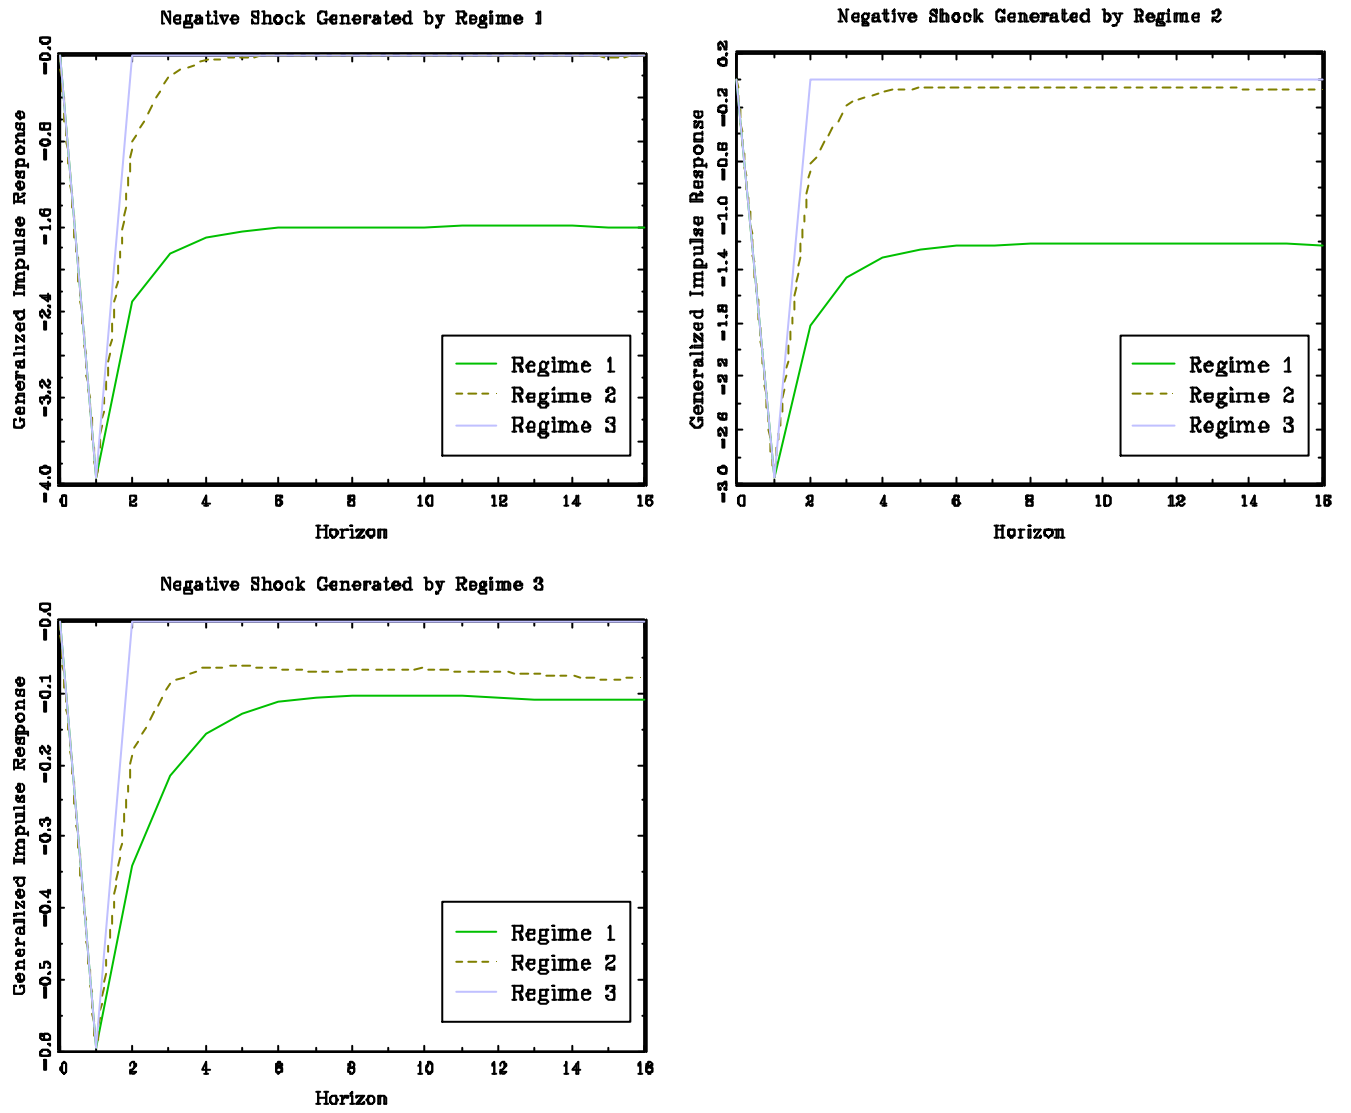 Negative Shock Generated by Regime 1
Generalized Impulse Response
-0.0
-0.8
-1.6
-2.4
-3.2
-4.0
0 2 4 6 8 10 12 14 16
Horizon
Regime 1
Regime 2
Regime 3
Negative Shock Generated by Regime 2
Generalized Impulse Response
0.2
-0.2
-0.6
-1.0
-1.4
-1.8
-2.2
-2.6
-3.0
0 2 4 6 8 10 12 14 16
Horizon
Regime 1
Regime 2
Regime 3
Negative Shock Generated by Regime 3
Generalized Impulse Response
-0.0
-0.1
-0.2
-0.3
-0.4
-0.5
-0.6
0 2 4 6 8 10 12 14 16
Horizon
Regime 1
Regime 2
Regime 3